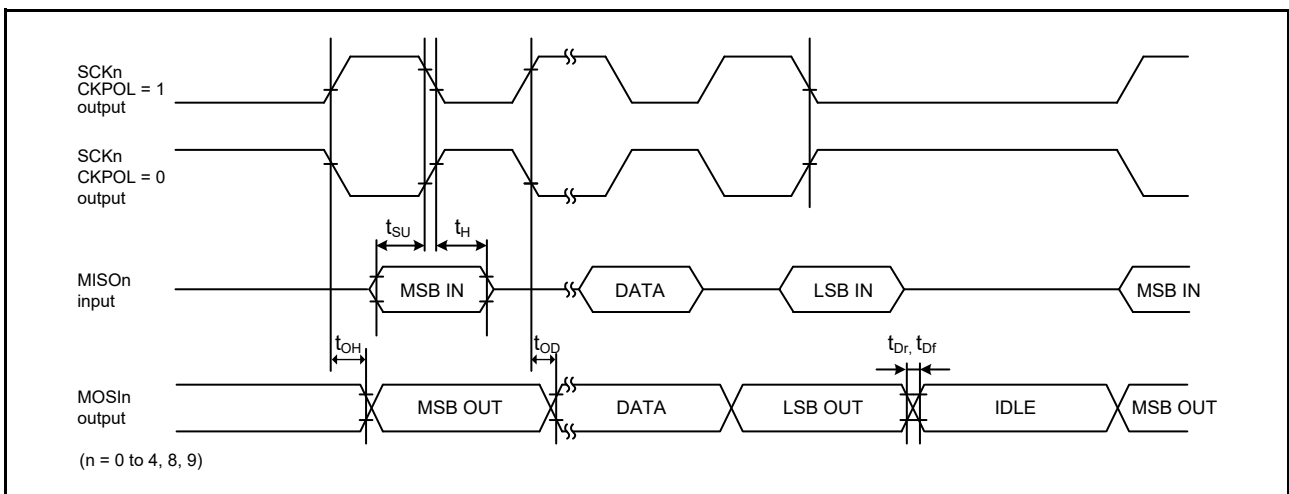 SCKn
CKPOL = 1
output
SCKn
CKPOL = 0
output
tSU
tH
MISOn
input
MSB IN
DATA
LSB IN
MSB IN
tOH
tOD
tDr, tDf
MOSIn
output
MSB OUT
DATA
LSB OUT
IDLE
MSB OUT
(n = 0 to 4, 8, 9)